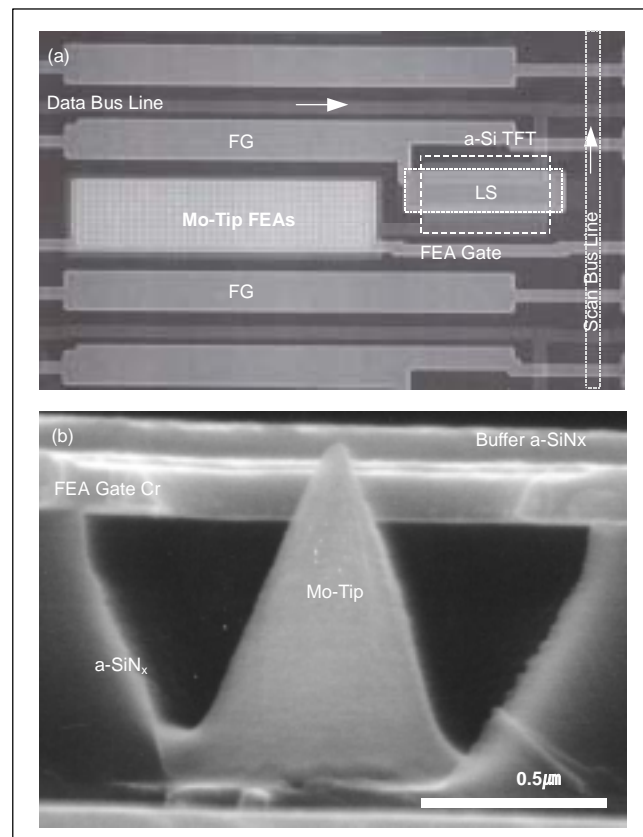 (a)
Data Bus Line
FG
a-Si TFT
LS
Mo-Tip FEAs
FEA Gate
FG
Scan Bus Line
(b)
Buffer a-SiNx
FEA Gate Cr
Mo-Tip
a-SiNₓ
0.5㎛